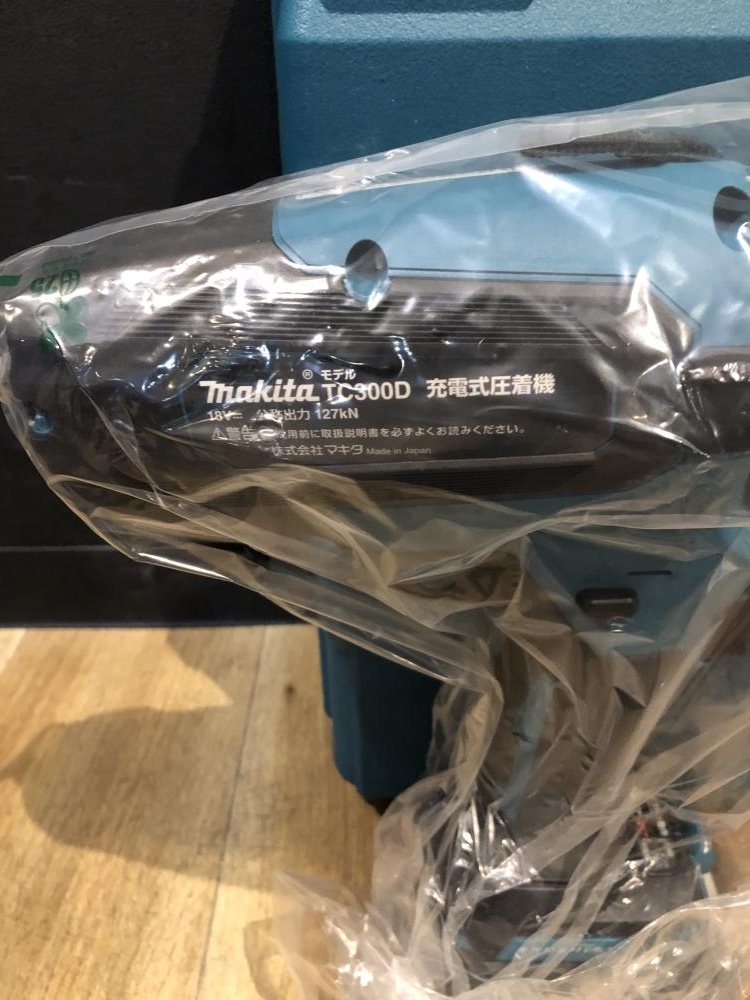 makita® モデル TC300D 充電式圧着機
18V⎓ 公称出力 127kN
⚠警告 使用前に取扱説明書を必ずよくお読みください。
株式会社マキタ Made in Japan